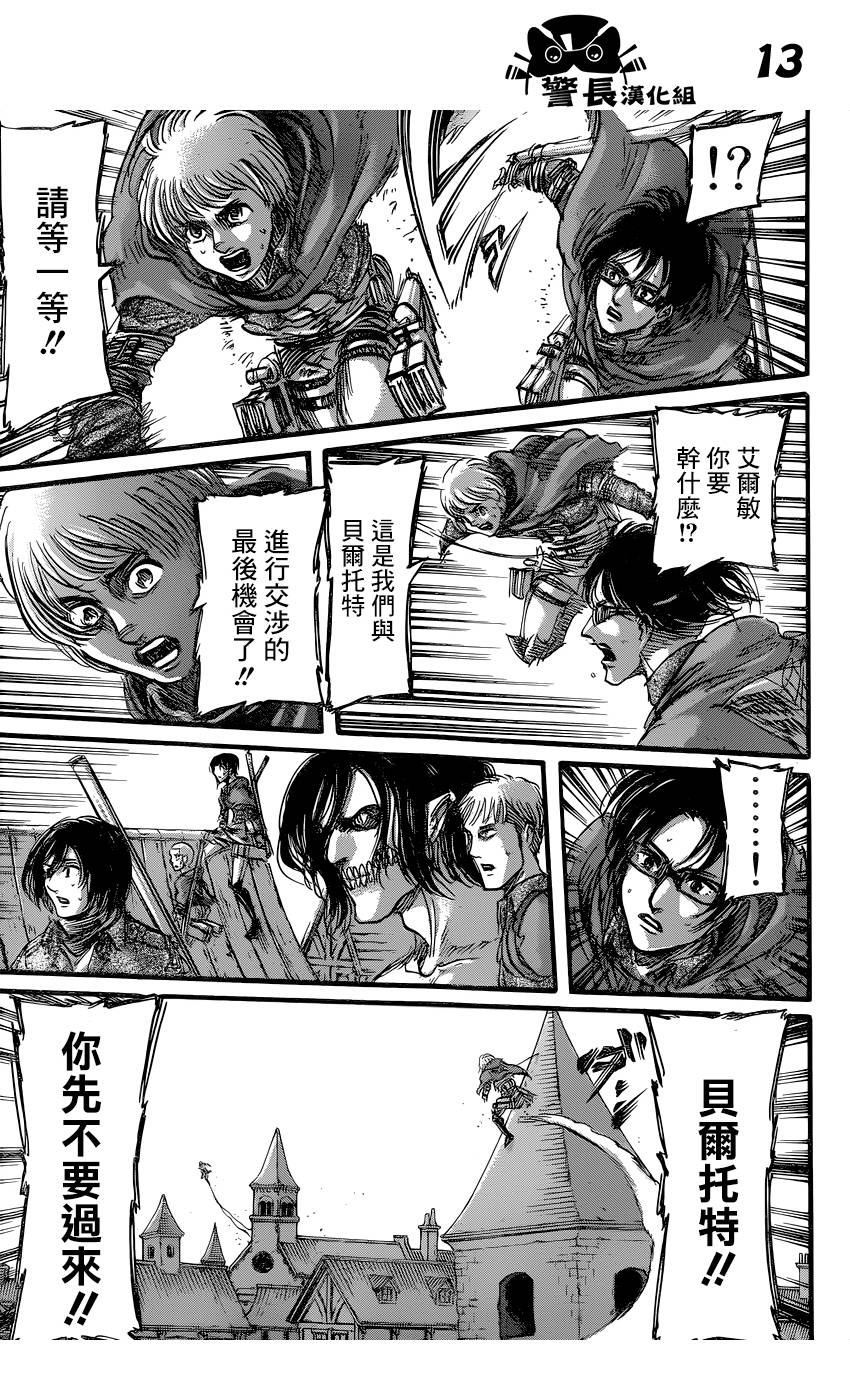 警長漢化組
13
!?
請等一等!!
艾爾敏
你要
幹什麼!?
這是我們與
貝爾托特
進行交涉的
最後機會了!!
………!
貝爾托特!!
你先不要過來!!